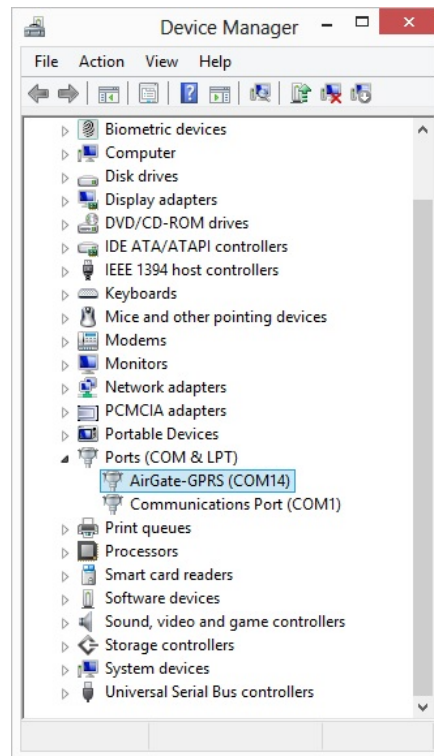 Device Manager
File Action View Help
Biometric devices
Computer
Disk drives
Display adapters
DVD/CD-ROM drives
IDE ATA/ATAPI controllers
IEEE 1394 host controllers
Keyboards
Mice and other pointing devices
Modems
Monitors
Network adapters
PCMCIA adapters
Portable Devices
Ports (COM & LPT)
AirGate-GPRS (COM14)
Communications Port (COM1)
Print queues
Processors
Smart card readers
Software devices
Sound, video and game controllers
Storage controllers
System devices
Universal Serial Bus controllers